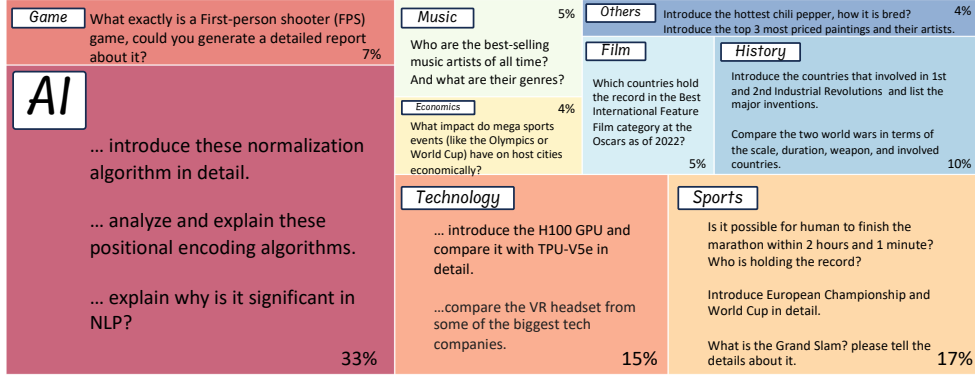 Game
What exactly is a First-person shooter (FPS)
game, could you generate a detailed report
about it?
7%
AI
... introduce these normalization
algorithm in detail.
... analyze and explain these
positional encoding algorithms.
... explain why is it significant in
NLP?
33%
Music
5%
Who are the best-selling
music artists of all time?
And what are their genres?
Economics
4%
What impact do mega sports
events (like the Olympics or
World Cup) have on host cities
economically?
Others
4%
Introduce the hottest chili pepper, how it is bred?
Introduce the top 3 most priced paintings and their artists.
Film
Which countries hold
the record in the Best
International Feature
Film category at the
Oscars as of 2022?
5%
History
Introduce the countries that involved in 1st
and 2nd Industrial Revolutions and list the
major inventions.
Compare the two world wars in terms of
the scale, duration, weapon, and involved
countries.
10%
Technology
... introduce the H100 GPU and
compare it with TPU-V5e in
detail.
...compare the VR headset from
some of the biggest tech
companies.
15%
Sports
Is it possible for human to finish the
marathon within 2 hours and 1 minute?
Who is holding the record?
Introduce European Championship and
World Cup in detail.
What is the Grand Slam? please tell the
details about it.
17%